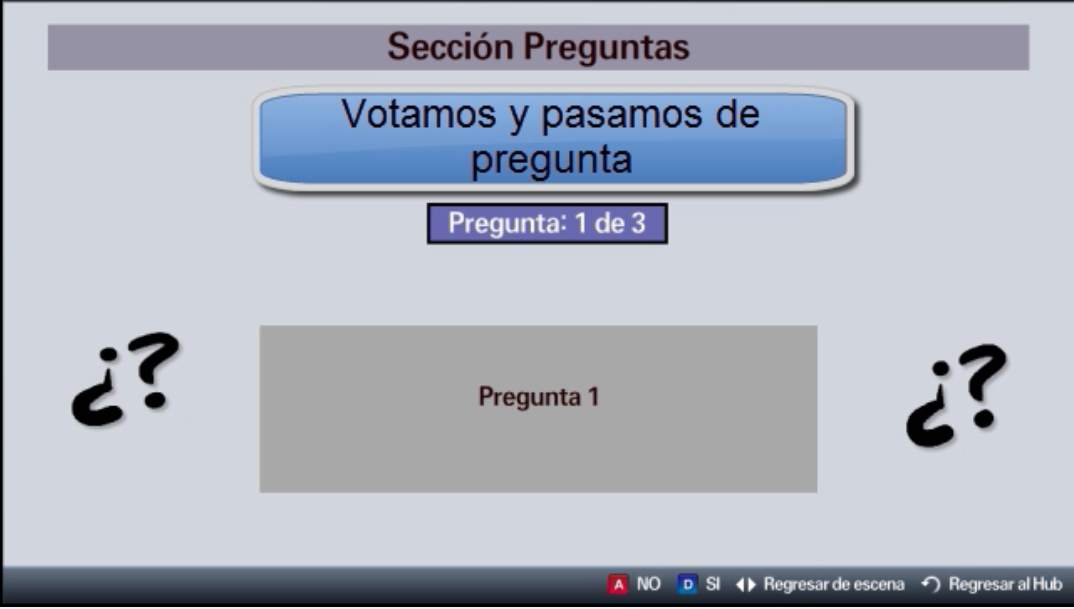 Sección Preguntas
Votamos y pasamos de
pregunta
Pregunta: 1 de 3
¿?
Pregunta 1
¿?
A NO D SI Regresar de escena Regresar al Hub